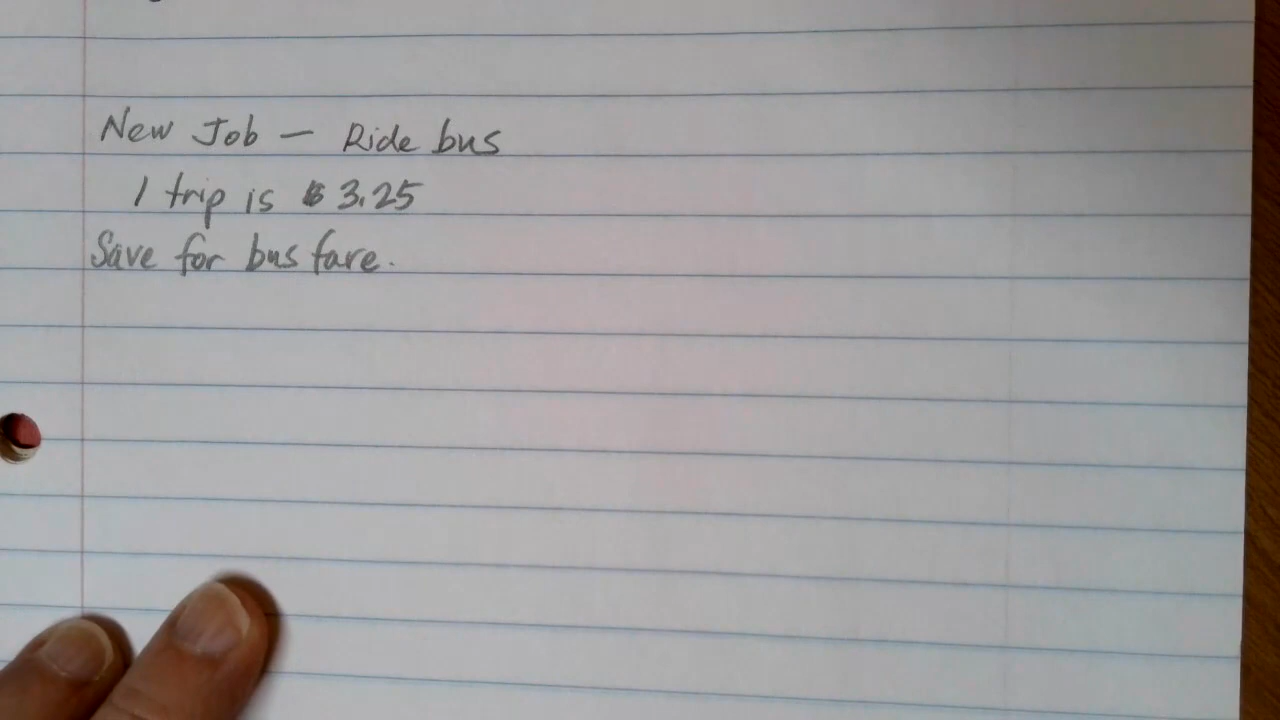 New Job — Ride bus
1 trip is $3.25
Save for bus fare.